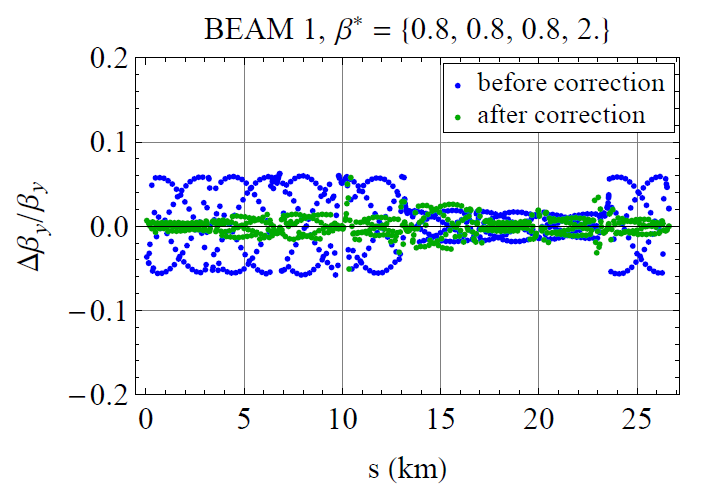 BEAM 1, β* = {0.8, 0.8, 0.8, 2.}
before correction
after correction
Δβy/βy
0.2
0.1
0.0
−0.1
−0.2
0 5 10 15 20 25
s (km)